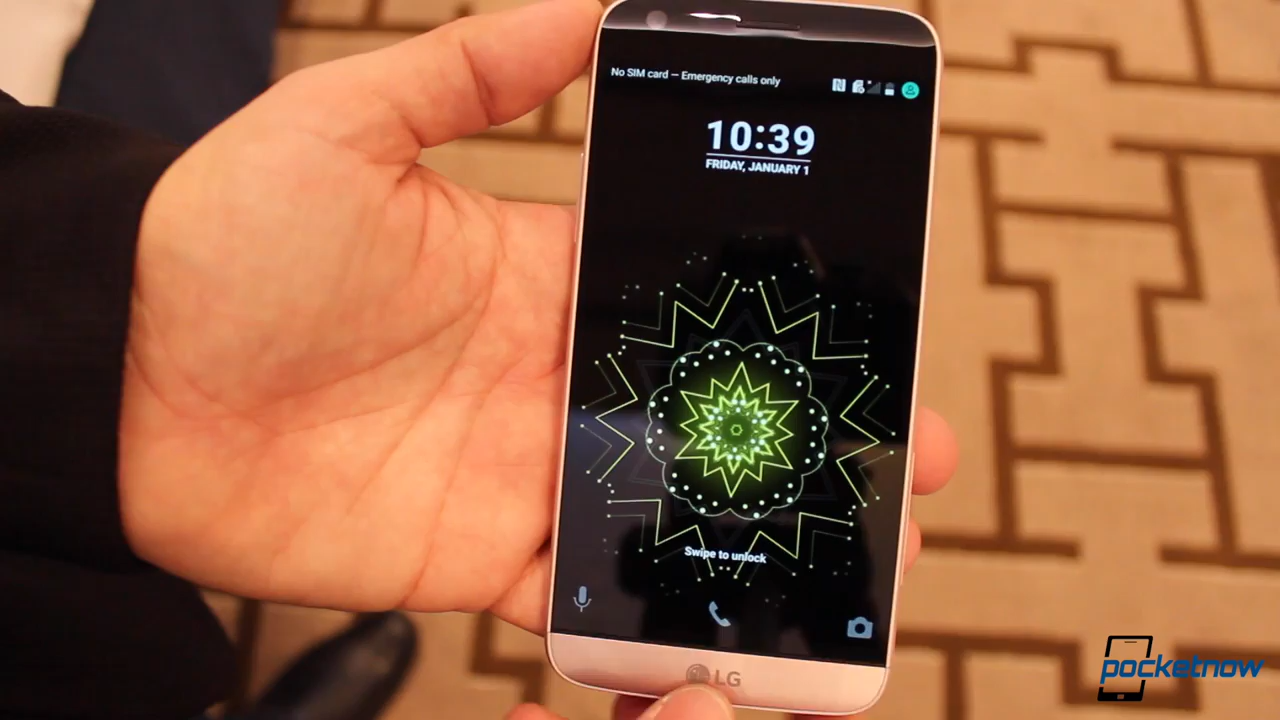 No SIM card — Emergency calls only
10:39
FRIDAY, JANUARY 1
Swipe to unlock
LG
pocketnow